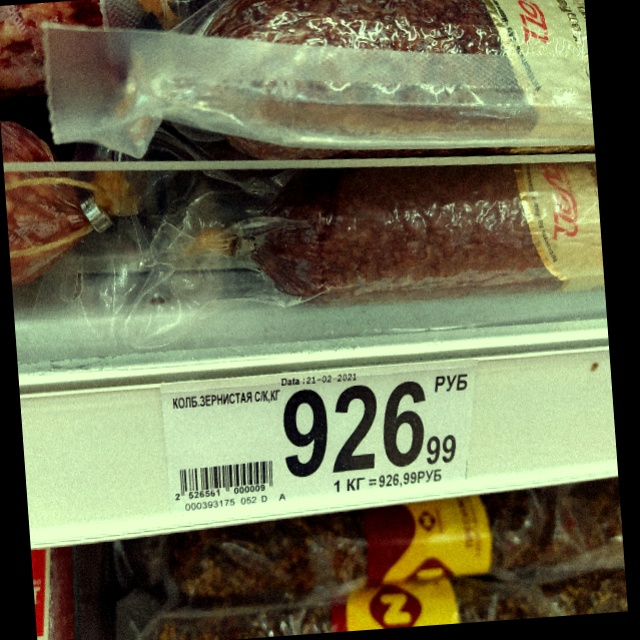 Data : 21-02-2021
КОЛБ.ЗЕРНИСТАЯ С/К,КГ
926 99 РУБ
1 КГ = 926,99РУБ
2 526561 000009
000393175 052 D A